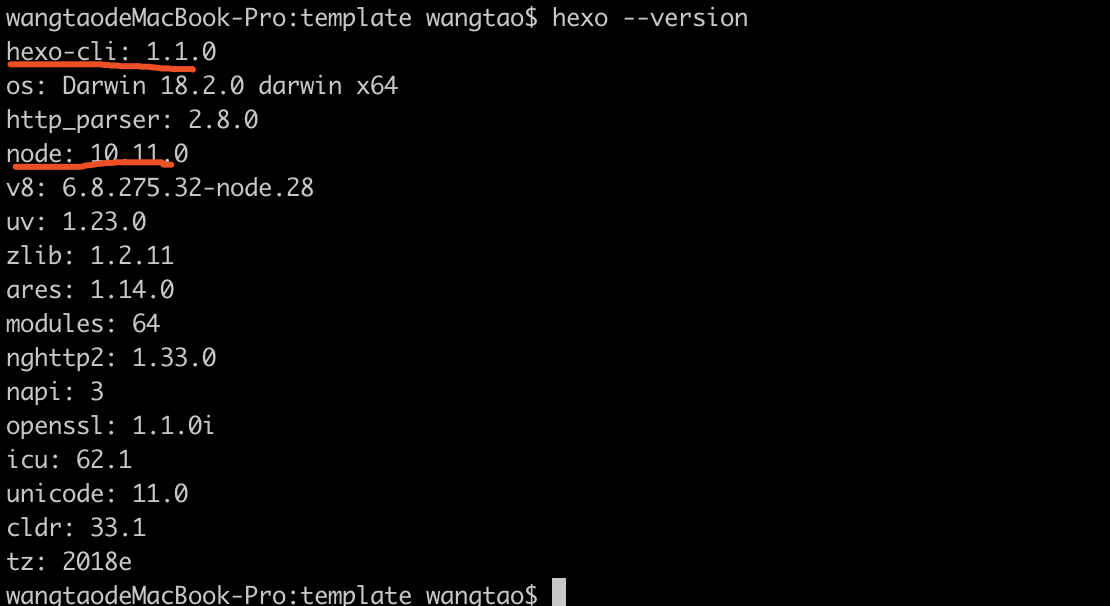 wangtaodeMacBook-Pro:template wangtao$ hexo --version
hexo-cli: 1.1.0
os: Darwin 18.2.0 darwin x64
http_parser: 2.8.0
node: 10.11.0
v8: 6.8.275.32-node.28
uv: 1.23.0
zlib: 1.2.11
ares: 1.14.0
modules: 64
nghttp2: 1.33.0
napi: 3
openssl: 1.1.0i
icu: 62.1
unicode: 11.0
cldr: 33.1
tz: 2018e
wangtaodeMacBook-Pro:template wangtao$